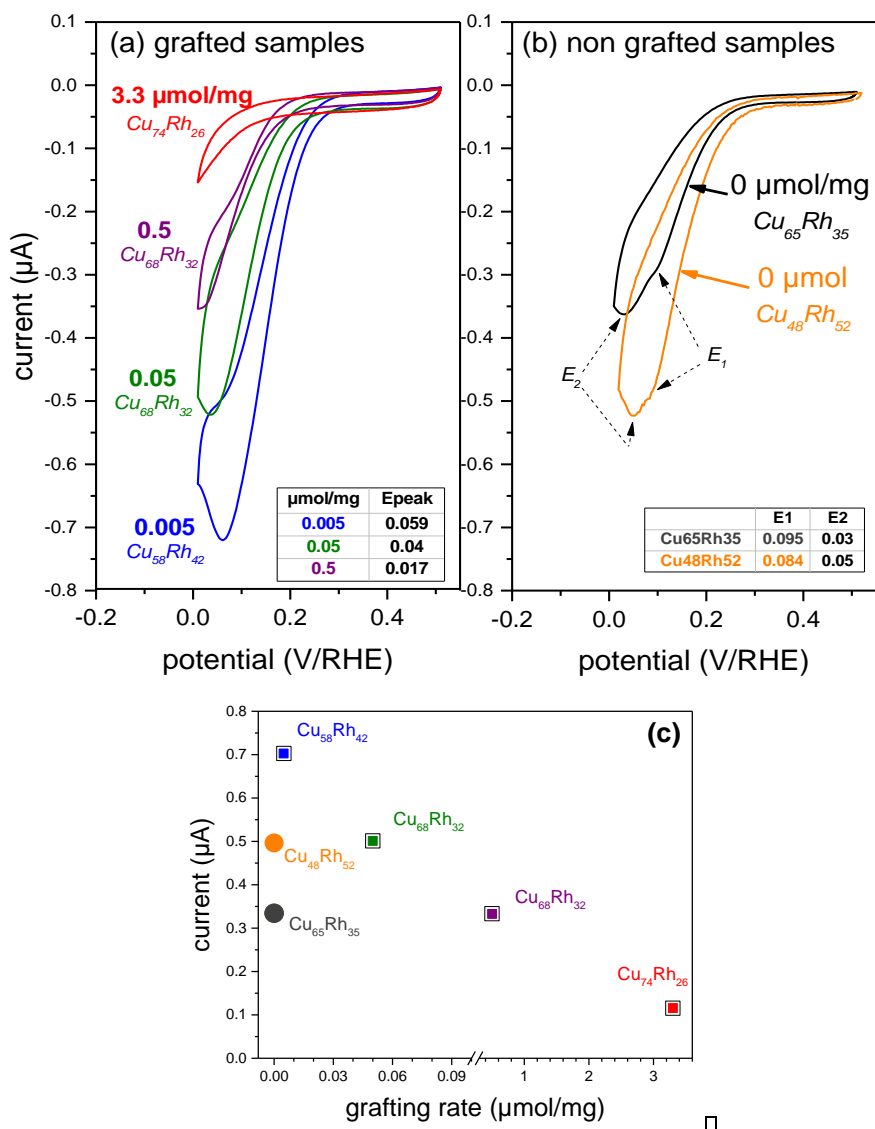 (a) grafted samples
3.3 µmol/mg
Cu74Rh26
0.5
Cu68Rh32
0.05
Cu68Rh32
0.005
Cu58Rh42
µmol/mg Epeak
0.005 0.059
0.05 0.04
0.5 0.017
0.1
0.0
-0.1
-0.2
-0.3
-0.4
-0.5
-0.6
-0.7
-0.8
current (µA)
-0.2 0.0 0.2 0.4
potential (V/RHE)
(b) non grafted samples
0 µmol/mg
Cu65Rh35
0 µmol
Cu48Rh52
E1
E2
E1 E2
Cu65Rh35 0.095 0.03
Cu48Rh52 0.084 0.05
0.1
0.0
-0.1
-0.2
-0.3
-0.4
-0.5
-0.6
-0.7
-0.8
-0.2 0.0 0.2 0.4
potential (V/RHE)
(c)
Cu58Rh42
Cu68Rh32
Cu48Rh52
Cu68Rh32
Cu65Rh35
Cu74Rh26
0.8
0.7
0.6
0.5
0.4
0.3
0.2
0.1
0.0
current (µA)
0.00 0.03 0.06 0.09 1 2 3
grafting rate (µmol/mg)